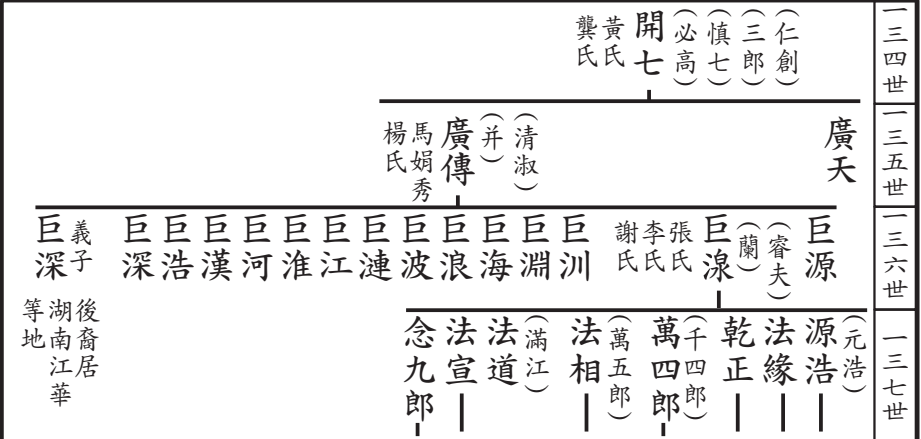 一三四世
（仁創）
（三郎）
（慎七）
（必高）
開七
黃氏
龔氏
一三五世
廣天
（清淑）
（并）
廣傳
馬娟秀
楊氏
一三六世
巨源
（睿夫）
（蘭）
巨湶
張氏
李氏
謝氏
巨汌
巨淵
巨海
巨浪
巨波
巨漣
巨江
巨淮
巨河
巨漢
巨浩
巨深
義子
巨深
後裔居
湖南江華
等地
一三七世
（元浩）
源浩
法緣
乾正
（千四郎）
萬四郎
（萬五郎）
法相
（滿江）
法道
法宣
念九郎